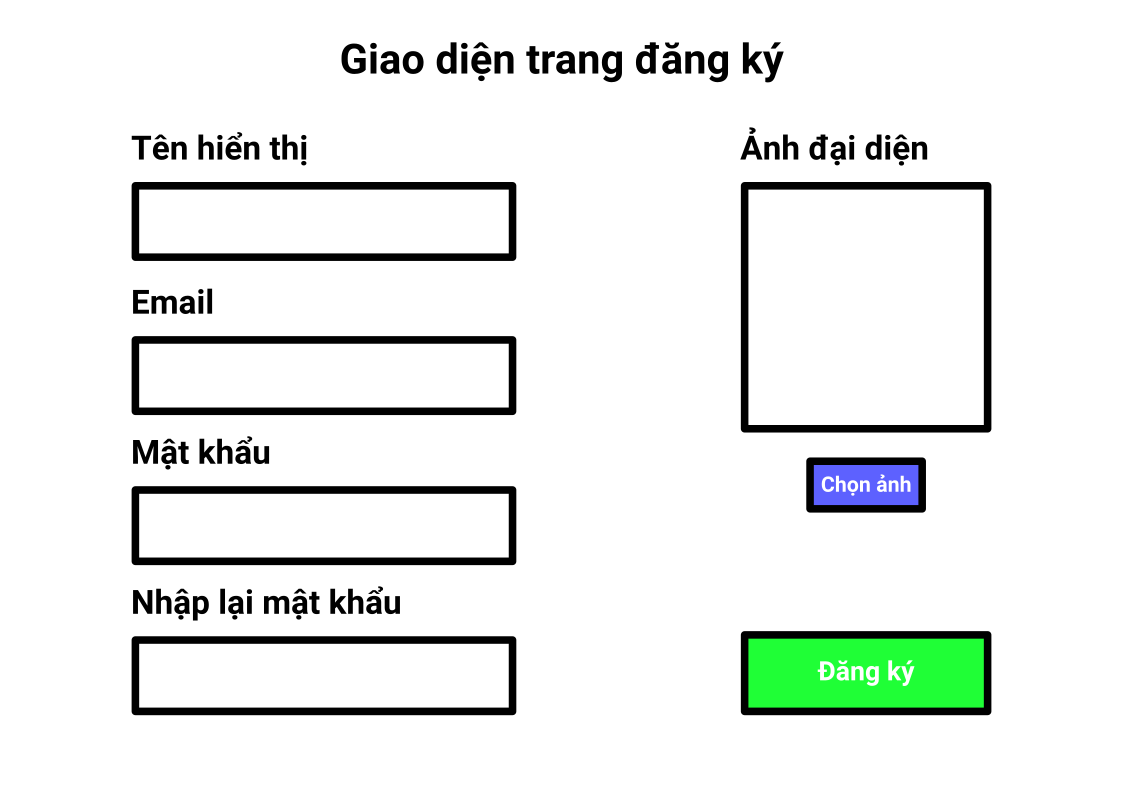 Giao diện trang đăng ký
Tên hiển thị
Ảnh đại diện
Email
Mật khẩu
Chọn ảnh
Nhập lại mật khẩu
Đăng ký